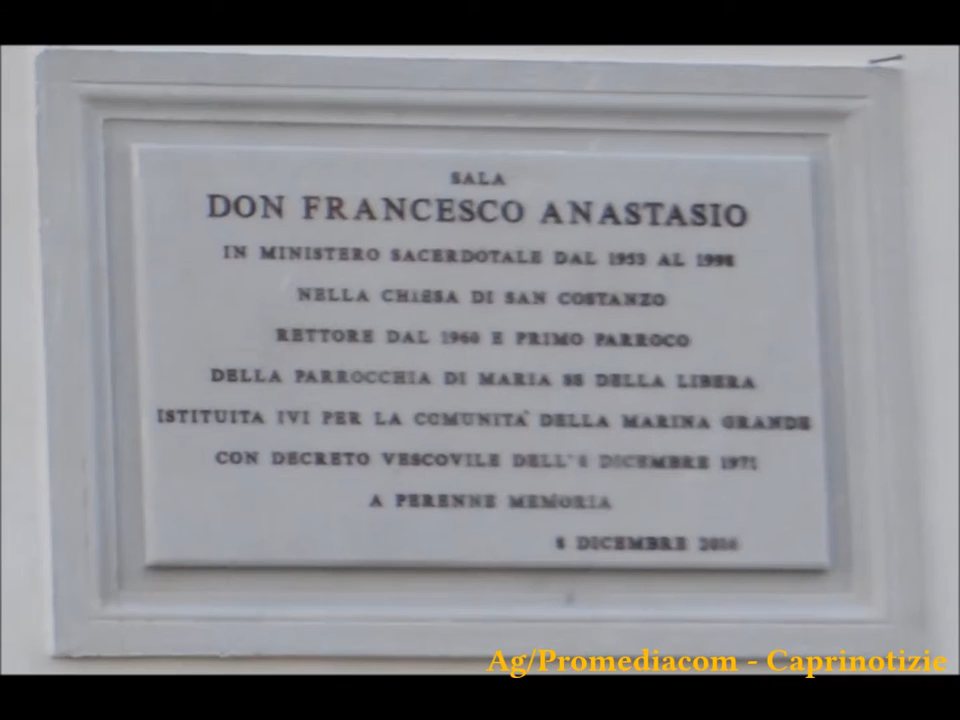 SALA
DON FRANCESCO ANASTASIO
IN MINISTERO SACERDOTALE DAL 1953 AL 1998
NELLA CHIESA DI SAN COSTANZO
RETTORE DAL 1960 E PRIMO PARROCO
DELLA PARROCCHIA DI MARIA SS DELLA LIBERA
ISTITUITA IVI PER LA COMUNITA' DELLA MARINA GRANDE
CON DECRETO VESCOVILE DELL' DICEMBRE 1971
A PERENNE MEMORIA
8 DICEMBRE 2016
Ag/Promediacom - Caprinotizie